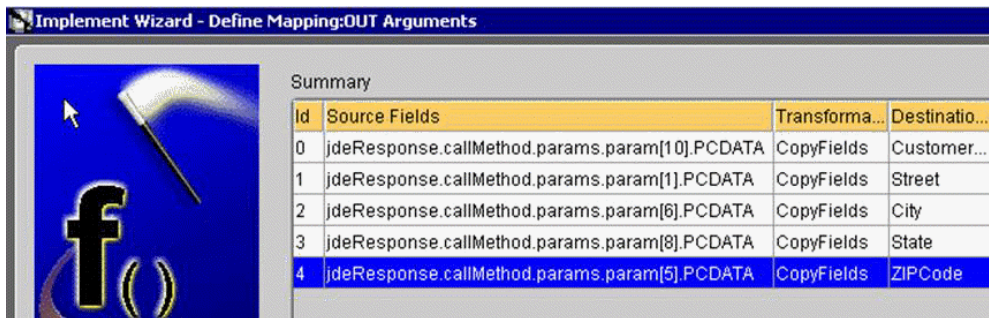 Implement Wizard - Define Mapping:OUT Arguments
Summary
Id Source Fields Transforma... Destinatio...
0 jdeResponse.callMethod.params.param[10].PCDATA CopyFields Customer...
1 jdeResponse.callMethod.params.param[1].PCDATA CopyFields Street
2 jdeResponse.callMethod.params.param[6].PCDATA CopyFields City
3 jdeResponse.callMethod.params.param[8].PCDATA CopyFields State
4 jdeResponse.callMethod.params.param[5].PCDATA CopyFields ZIPCode
f()